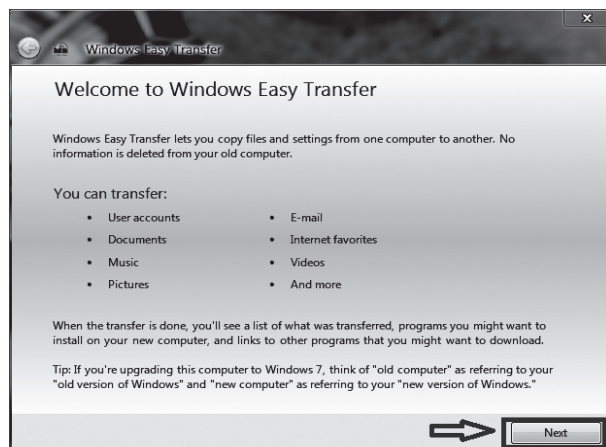 Windows Easy Transfer
Welcome to Windows Easy Transfer
Windows Easy Transfer lets you copy files and settings from one computer to another. No
information is deleted from your old computer.
You can transfer:
• User accounts
• Documents
• Music
• Pictures
• E-mail
• Internet favorites
• Videos
• And more
When the transfer is done, you'll see a list of what was transferred, programs you might want to
install on your new computer, and links to other programs that you might want to download.
Tip: If you're upgrading this computer to Windows 7, think of "old computer" as referring to your
"old version of Windows" and "new computer" as referring to your "new version of Windows."
Next